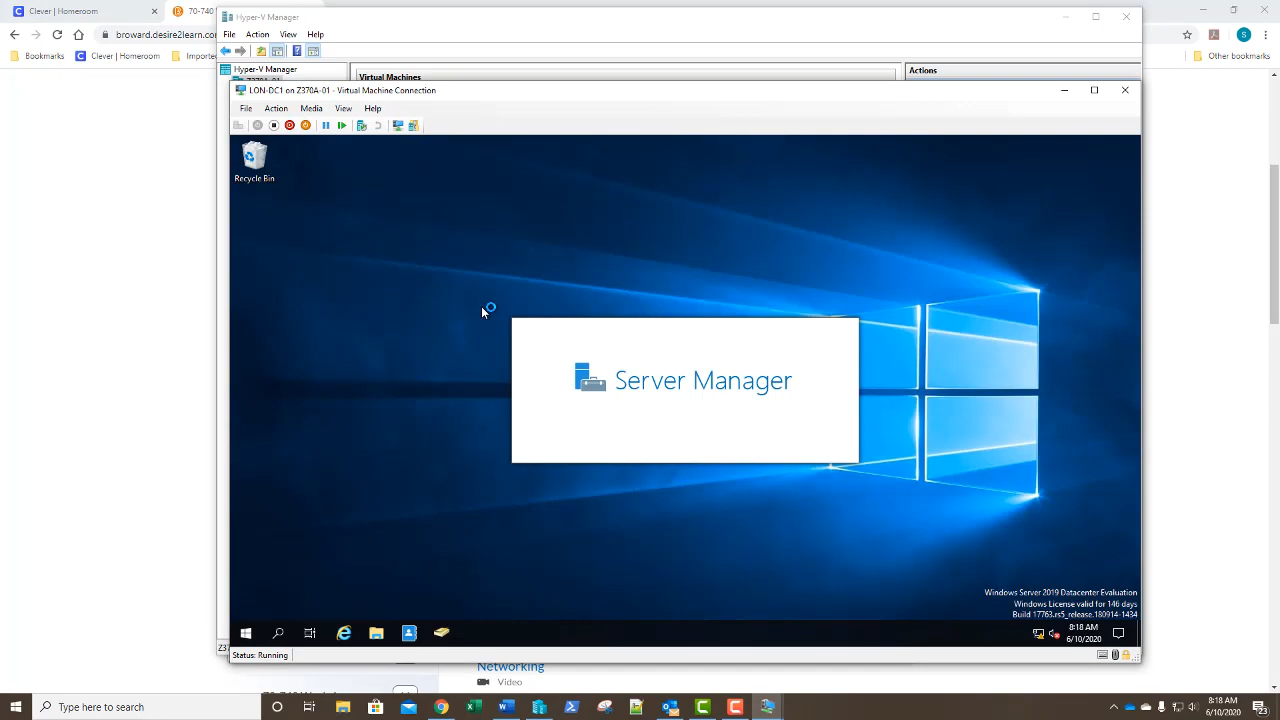 Clever | Homeroom
70-740
Hyper-V Manager
broward.desire2learn.com
File Action View Help
Bookmarks
Clever | Homeroom
Other bookmarks
Hyper-V Manager
Virtual Machines
Actions
LON-DC1 on Z370A-01 - Virtual Machine Connection
File Action Media View Help
Recycle Bin
Server Manager
Windows Server 2019 Datacenter Evaluation
Windows License valid for 146 days
Build 17763.rs5_release.180914-1434
8:18 AM
6/10/2020
Status: Running
Networking
Video
Type here to search
8:18 AM
6/10/2020